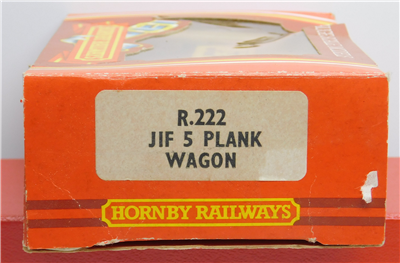 R.222
JIF 5 PLANK
WAGON
HORNBY RAILWAYS